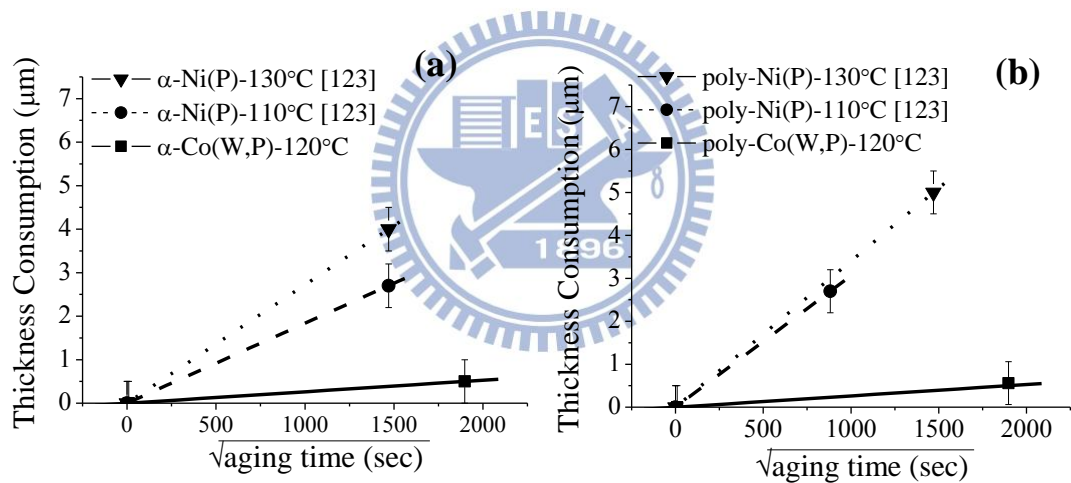 (a)
α-Ni(P)-130°C [123]
α-Ni(P)-110°C [123]
α-Co(W,P)-120°C
Thickness Consumption (μm)
7
6
5
4
3
2
1
0
0 500 1000 1500 2000
√aging time (sec)
(b)
poly-Ni(P)-130°C [123]
poly-Ni(P)-110°C [123]
poly-Co(W,P)-120°C
Thickness Consumption (μm)
7
6
5
4
3
2
1
0
0 500 1000 1500 2000
√aging time (sec)
E S A
1896